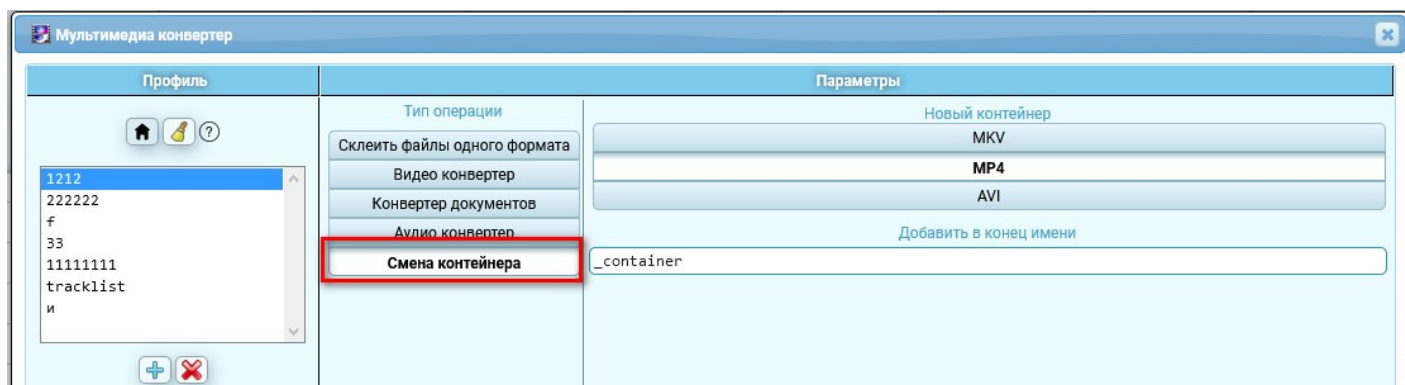 Мультимедиа конвертер
Профиль
Параметры
?
1212
222222
f
33
11111111
tracklist
и
Тип операции
Склеить файлы одного формата
Видео конвертер
Конвертер документов
Аудио конвертер
Смена контейнера
Новый контейнер
MKV
MP4
AVI
Добавить в конец имени
_container